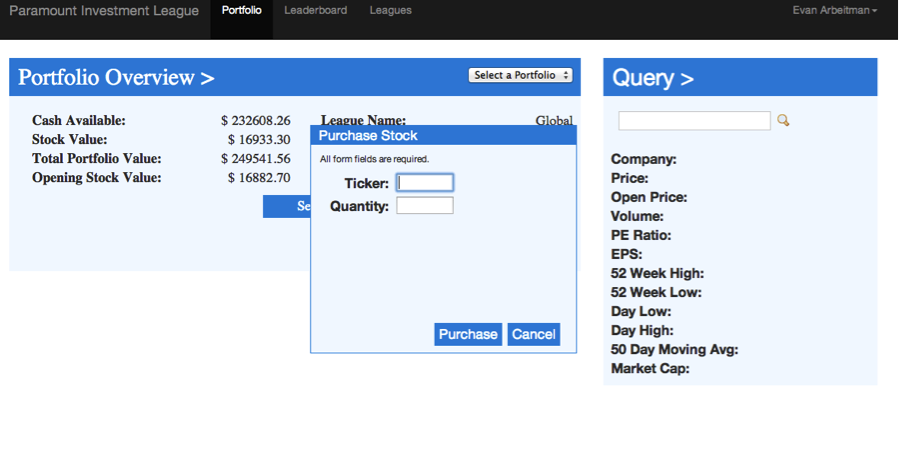 Paramount Investment League Portfolio Leaderboard Leagues Evan Arbeitman
Portfolio Overview >
Select a Portfolio
Cash Available: $ 232608.26 League Name: Global
Stock Value: $ 16933.30
Total Portfolio Value: $ 249541.56
Opening Stock Value: $ 16882.70
Purchase Stock
All form fields are required.
Ticker:
Quantity:
Purchase Cancel
Query >
Company:
Price:
Open Price:
Volume:
PE Ratio:
EPS:
52 Week High:
52 Week Low:
Day Low:
Day High:
50 Day Moving Avg:
Market Cap: